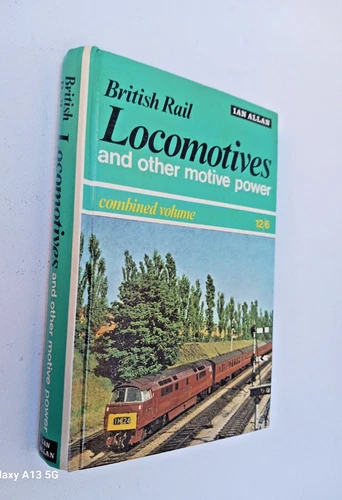 British Rail
IAN ALLAN
Locomotives
and other motive power
combined volume
12/6
1M24
British Locomotives and other motive power
IAN
ALLAN
laxy A13 5G